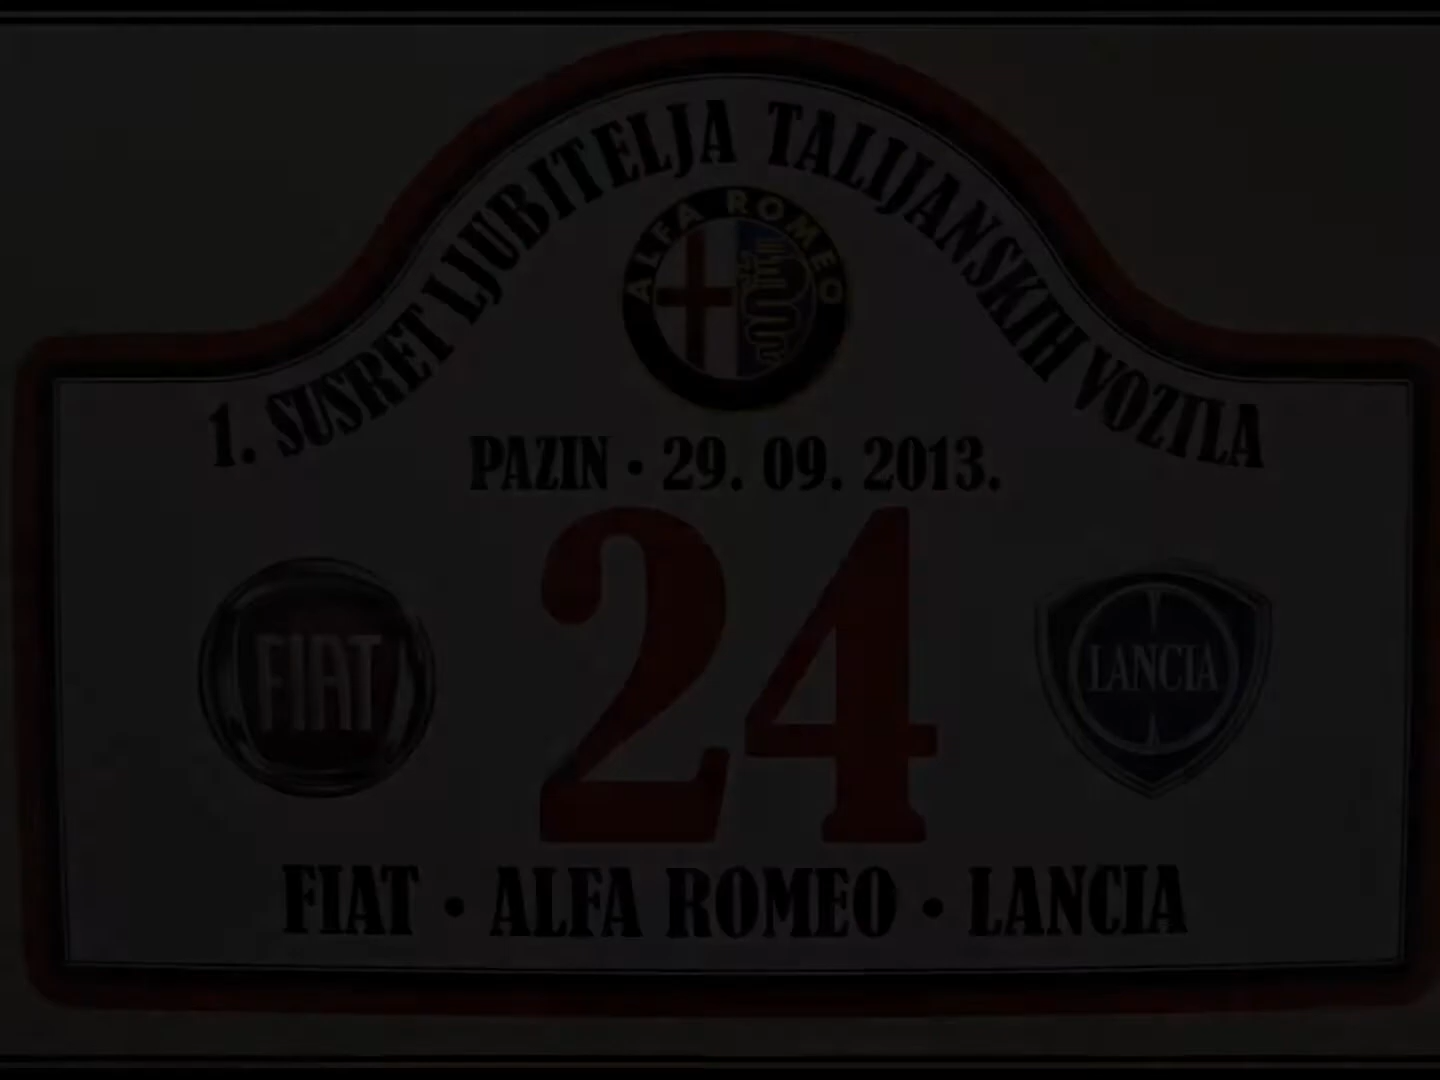 1. SUSRET LJUBITELJA TALIJANSKIH VOZILA
ALFA ROMEO
PAZIN • 29. 09. 2013.
24
FIAT
LANCIA
FIAT • ALFA ROMEO • LANCIA